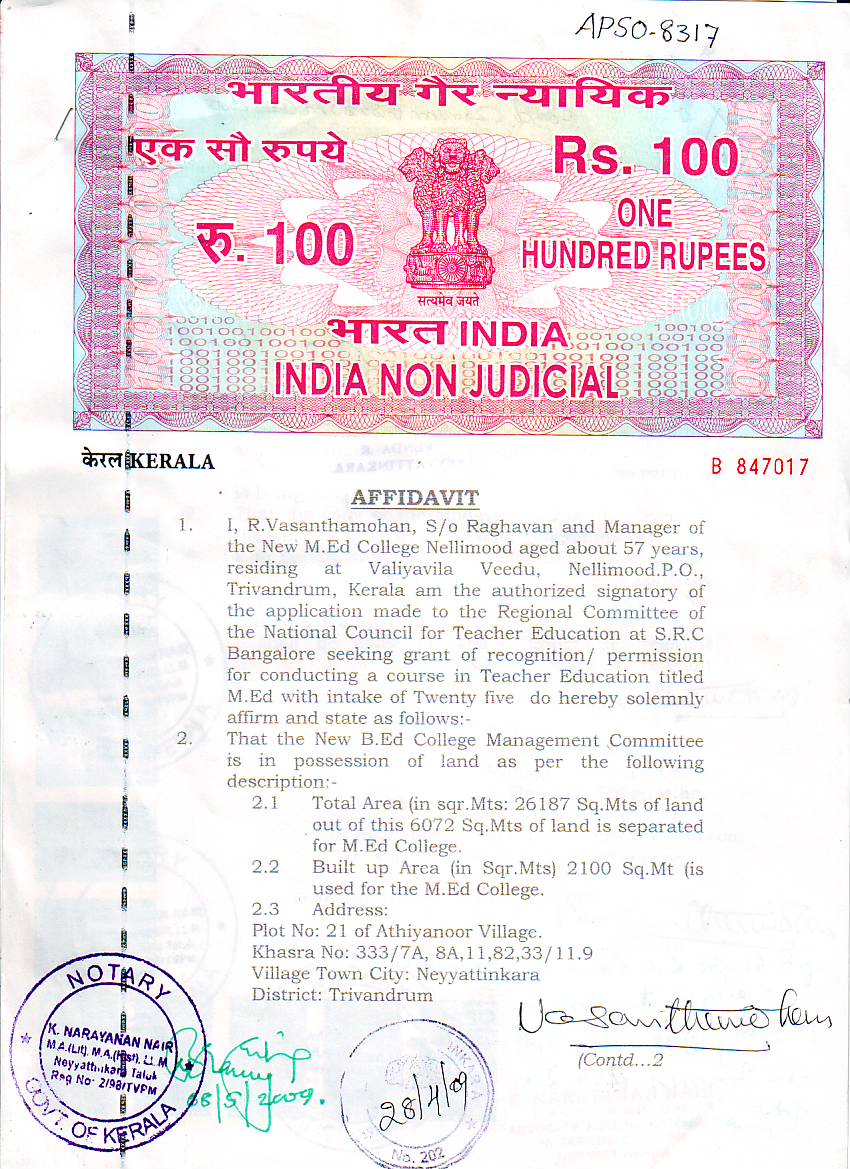 APSO-8317
भारतीय गैर न्यायिक
एक सौ रुपये
Rs. 100
रु. 100
ONE
HUNDRED RUPEES
सत्यमेव जयते
भारत INDIA
INDIA NON JUDICIAL
केरल KERALA
B 847017
AFFIDAVIT
1. I, R.Vasanthamohan, S/o Raghavan and Manager of
the New M.Ed College Nellimood aged about 57 years,
residing at Valiyavila Veedu, Nellimood.P.O.,
Trivandrum, Kerala am the authorized signatory of
the application made to the Regional Committee of
the National Council for Teacher Education at S.R.C
Bangalore seeking grant of recognition/ permission
for conducting a course in Teacher Education titled
M.Ed with intake of Twenty five do hereby solemnly
affirm and state as follows:-
2. That the New B.Ed College Management Committee
is in possession of land as per the following
description:-
2.1 Total Area (in sqr.Mts: 26187 Sq.Mts of land
out of this 6072 Sq.Mts of land is separated
for M.Ed College.
2.2 Built up Area (in Sqr.Mts) 2100 Sq.Mt (is
used for the M.Ed College.
2.3 Address:
Plot No: 21 of Athiyanoor Village.
Khasra No: 333/7A, 8A,11,82,33/11.9
Village Town City: Neyyattinkara
District: Trivandrum
Vasanthamohan
(Contd...2
NOTARY
K. NARAYANAN NAIR
M.A.(Lit), M.A.(Hist), LL.M
Neyyattinkara Taluk
Reg No: 2/98/TVPM
GOVT. OF KERALA
08/5/2009.
28/4/09
No. 202